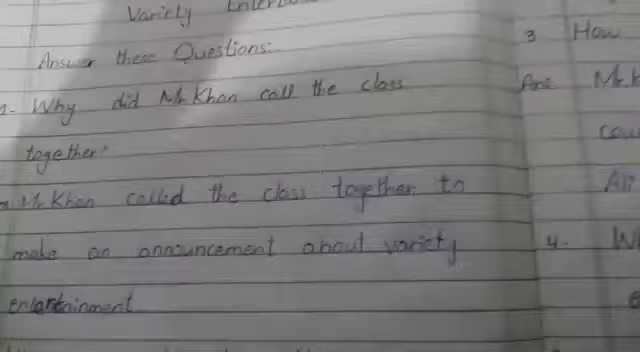 Variety
Answer these Questions:
1- Why did Mr Khan call the class
together?
Mr. Khan called the class together to
make an announcement about variety
entertainment
3 How
Ans Mr.
Ali
4-